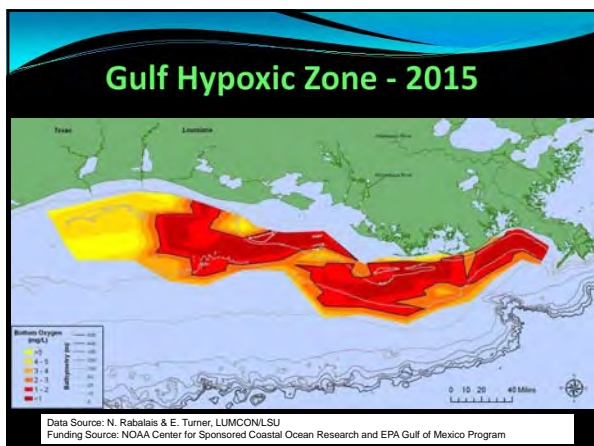 Gulf Hypoxic Zone - 2015
Texas
Louisiana
Atchafalaya River
Bottom Oxygen
(mg/L)
Bathymetry (m)
>5
4 - 5
3 - 4
2 - 3
1 - 2
<1
0 10 20 40 Miles
Data Source: N. Rabalais & E. Turner, LUMCON/LSU
Funding Source: NOAA Center for Sponsored Coastal Ocean Research and EPA Gulf of Mexico Program